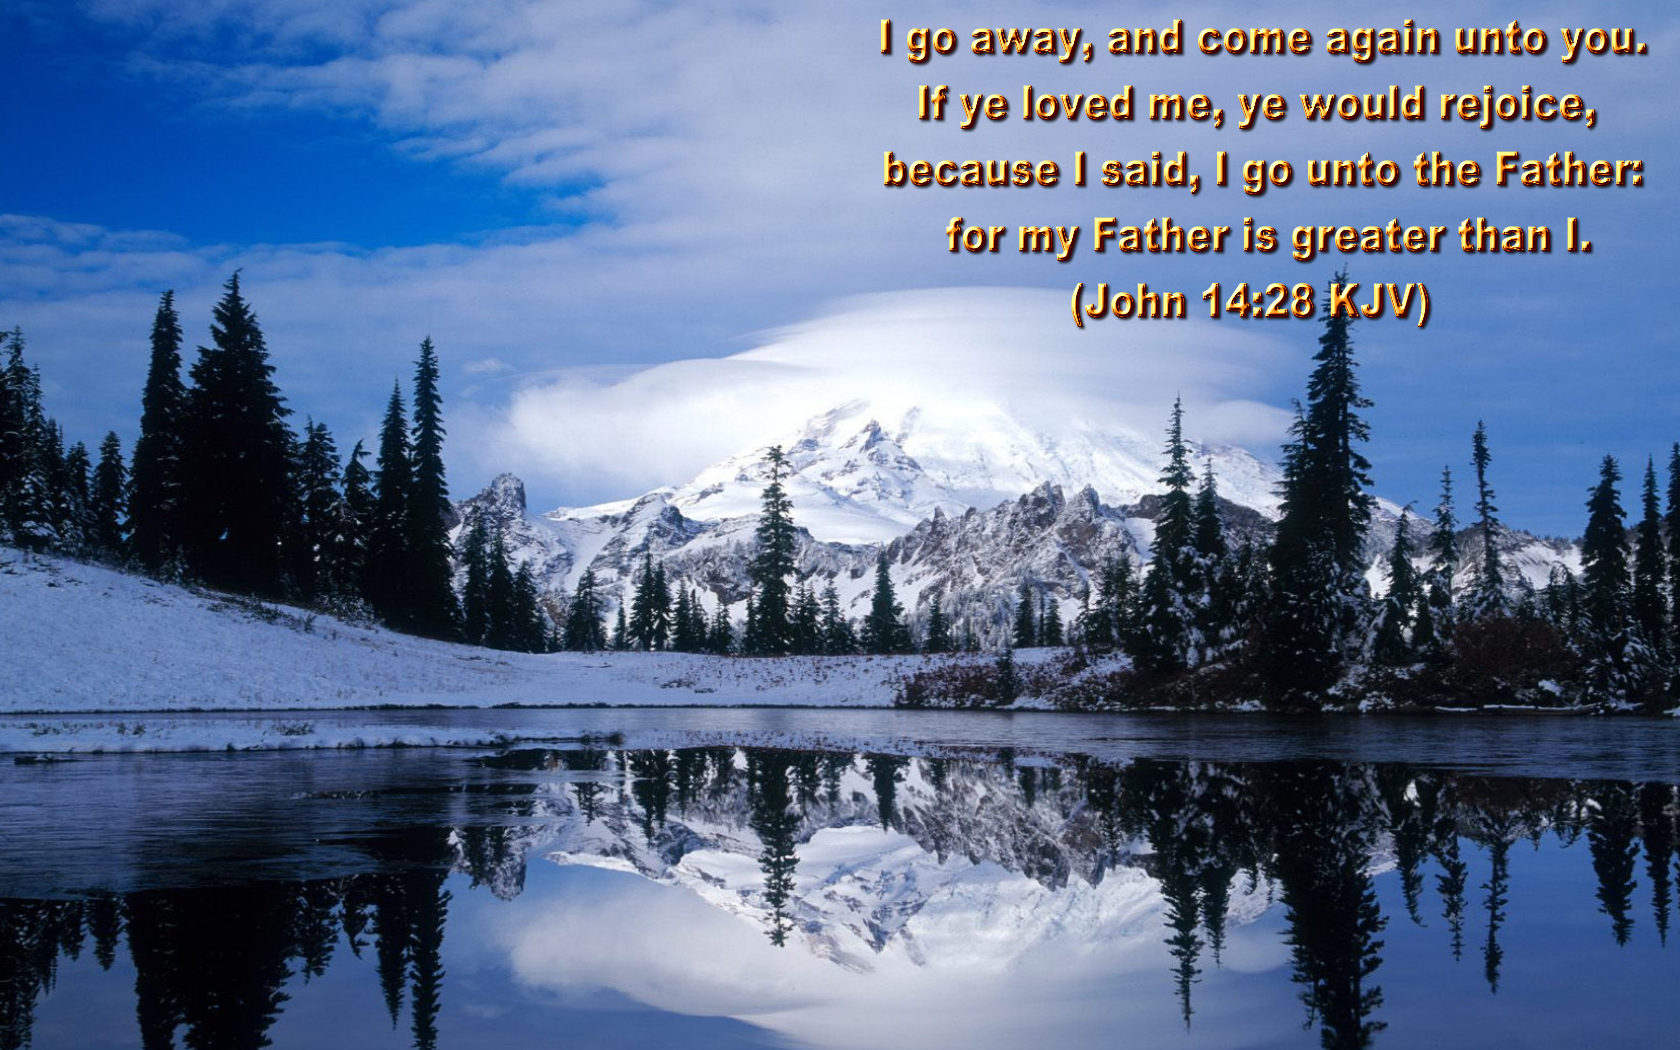 I go away, and come again unto you.
If ye loved me, ye would rejoice,
because I said, I go unto the Father:
for my Father is greater than I.
(John 14:28 KJV)